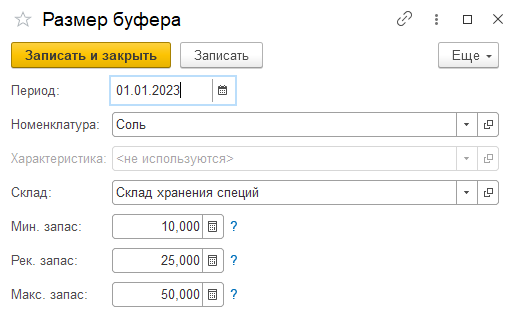 Размер буфера
Записать и закрыть Записать Еще
Период: 01.01.2023
Номенклатура: Соль
Характеристика: <не используются>
Склад: Склад хранения специй
Мин. запас: 10,000 ?
Рек. запас: 25,000 ?
Макс. запас: 50,000 ?